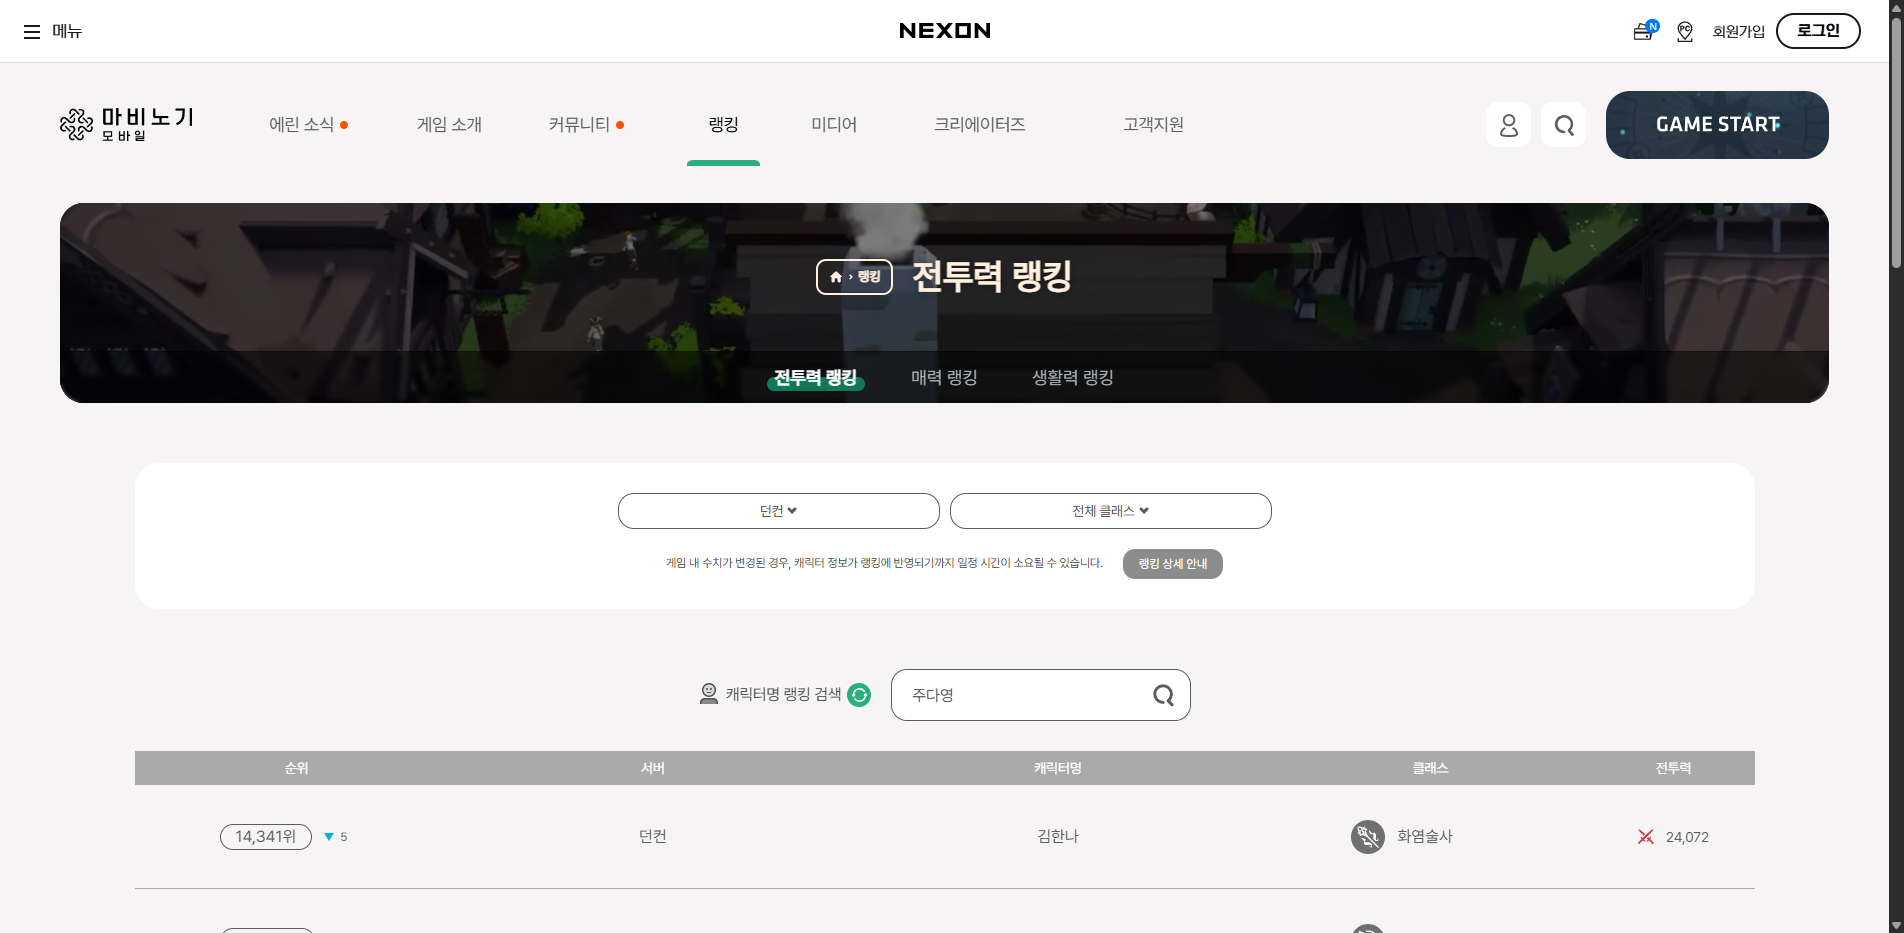 메뉴
NEXON
N
PC
회원가입
로그인
마비노기
모바일
에린 소식
게임 소개
커뮤니티
랭킹
미디어
크리에이터즈
고객지원
GAME START
랭킹
전투력 랭킹
전투력 랭킹
매력 랭킹
생활력 랭킹
던컨
전체 클래스
게임 내 수치가 변경된 경우, 캐릭터 정보가 랭킹에 반영되기까지 일정 시간이 소요될 수 있습니다.
랭킹 상세 안내
캐릭터명 랭킹 검색
주다영
순위 서버 캐릭터명 클래스 전투력
14,341위 ▼ 5 던컨 김한나 화염술사 24,072